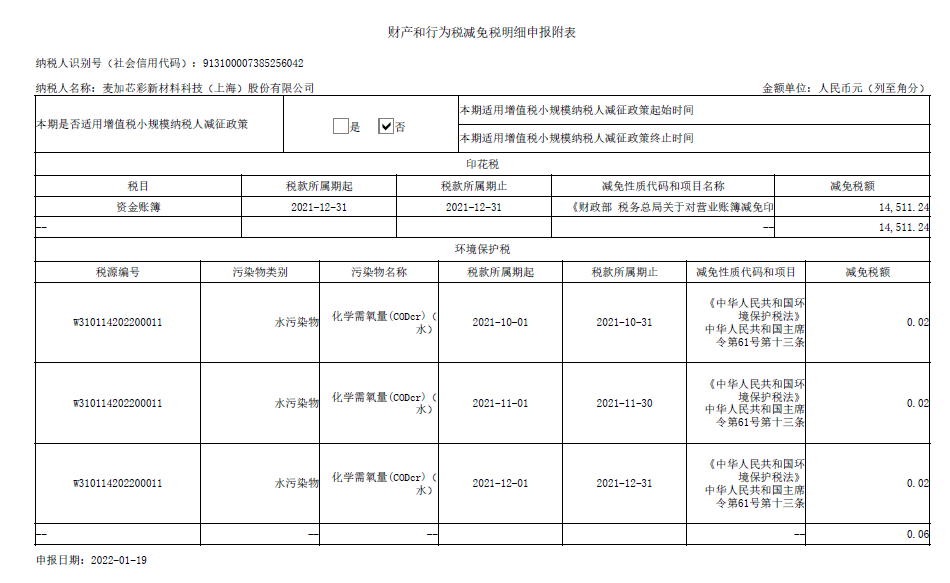 财产和行为税减免税明细申报附表
纳税人识别号（社会信用代码）：913100007385256042
纳税人名称：麦加芯彩新材料科技（上海）股份有限公司 金额单位：人民币元（列至角分）
本期是否适用增值税小规模纳税人减征政策 是 否 本期适用增值税小规模纳税人减征政策起始时间
本期适用增值税小规模纳税人减征政策终止时间
印花税
税目 税款所属期起 税款所属期止 减免性质代码和项目名称 减免税额
资金账簿 2021-12-31 2021-12-31 《财政部 税务总局关于对营业账簿减免印 14,511.24
-- -- 14,511.24
环境保护税
税源编号 污染物类别 污染物名称 税款所属期起 税款所属期止 减免性质代码和项目 减免税额
W310114202200011 水污染物 化学需氧量(CODcr)（
水） 2021-10-01 2021-10-31 《中华人民共和国环
境保护税法》
中华人民共和国主席
令第61号第十三条 0.02
W310114202200011 水污染物 化学需氧量(CODcr)（
水） 2021-11-01 2021-11-30 《中华人民共和国环
境保护税法》
中华人民共和国主席
令第61号第十三条 0.02
W310114202200011 水污染物 化学需氧量(CODcr)（
水） 2021-12-01 2021-12-31 《中华人民共和国环
境保护税法》
中华人民共和国主席
令第61号第十三条 0.02
-- -- -- -- 0.06
申报日期：2022-01-19